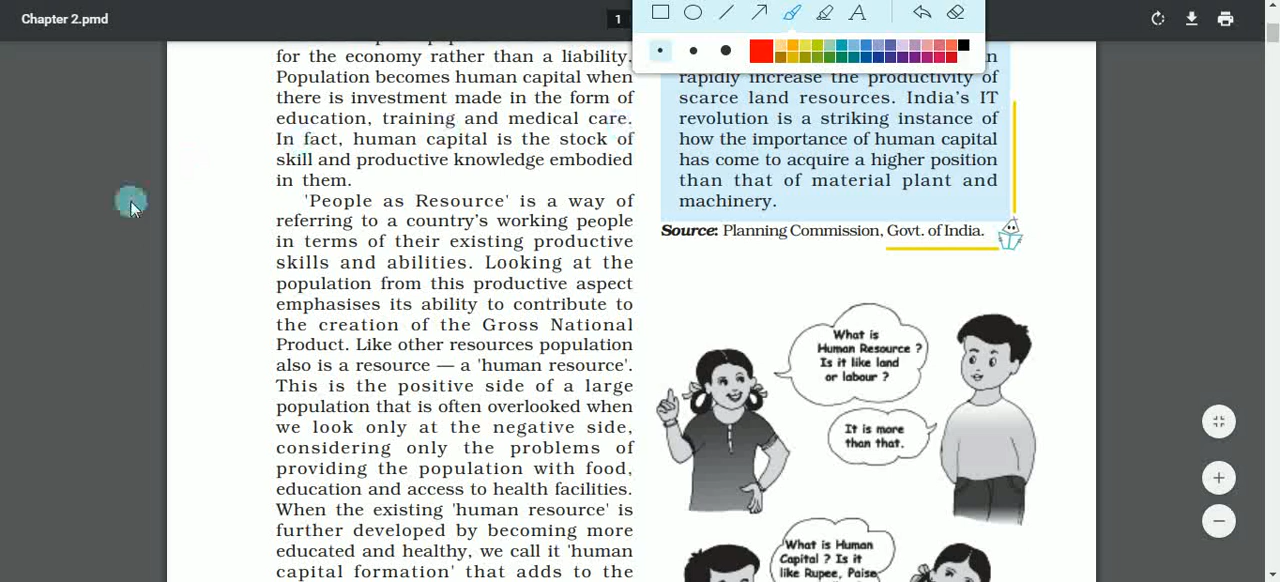 Chapter 2.pmd
1
A
for the economy rather than a liability.
Population becomes human capital when
there is investment made in the form of
education, training and medical care.
In fact, human capital is the stock of
skill and productive knowledge embodied
in them.
'People as Resource' is a way of
referring to a country's working people
in terms of their existing productive
skills and abilities. Looking at the
population from this productive aspect
emphasises its ability to contribute to
the creation of the Gross National
Product. Like other resources population
also is a resource — a 'human resource'.
This is the positive side of a large
population that is often overlooked when
we look only at the negative side,
considering only the problems of
providing the population with food,
education and access to health facilities.
When the existing 'human resource' is
further developed by becoming more
educated and healthy, we call it 'human
capital formation' that adds to the
rapidly increase the productivity of
scarce land resources. India's IT
revolution is a striking instance of
how the importance of human capital
has come to acquire a higher position
than that of material plant and
machinery.
Source: Planning Commission, Govt. of India.
What is
Human Resource ?
Is it like land
or labour ?
It is more
than that.
What is Human
Capital ? Is it
like Rupee, Paise